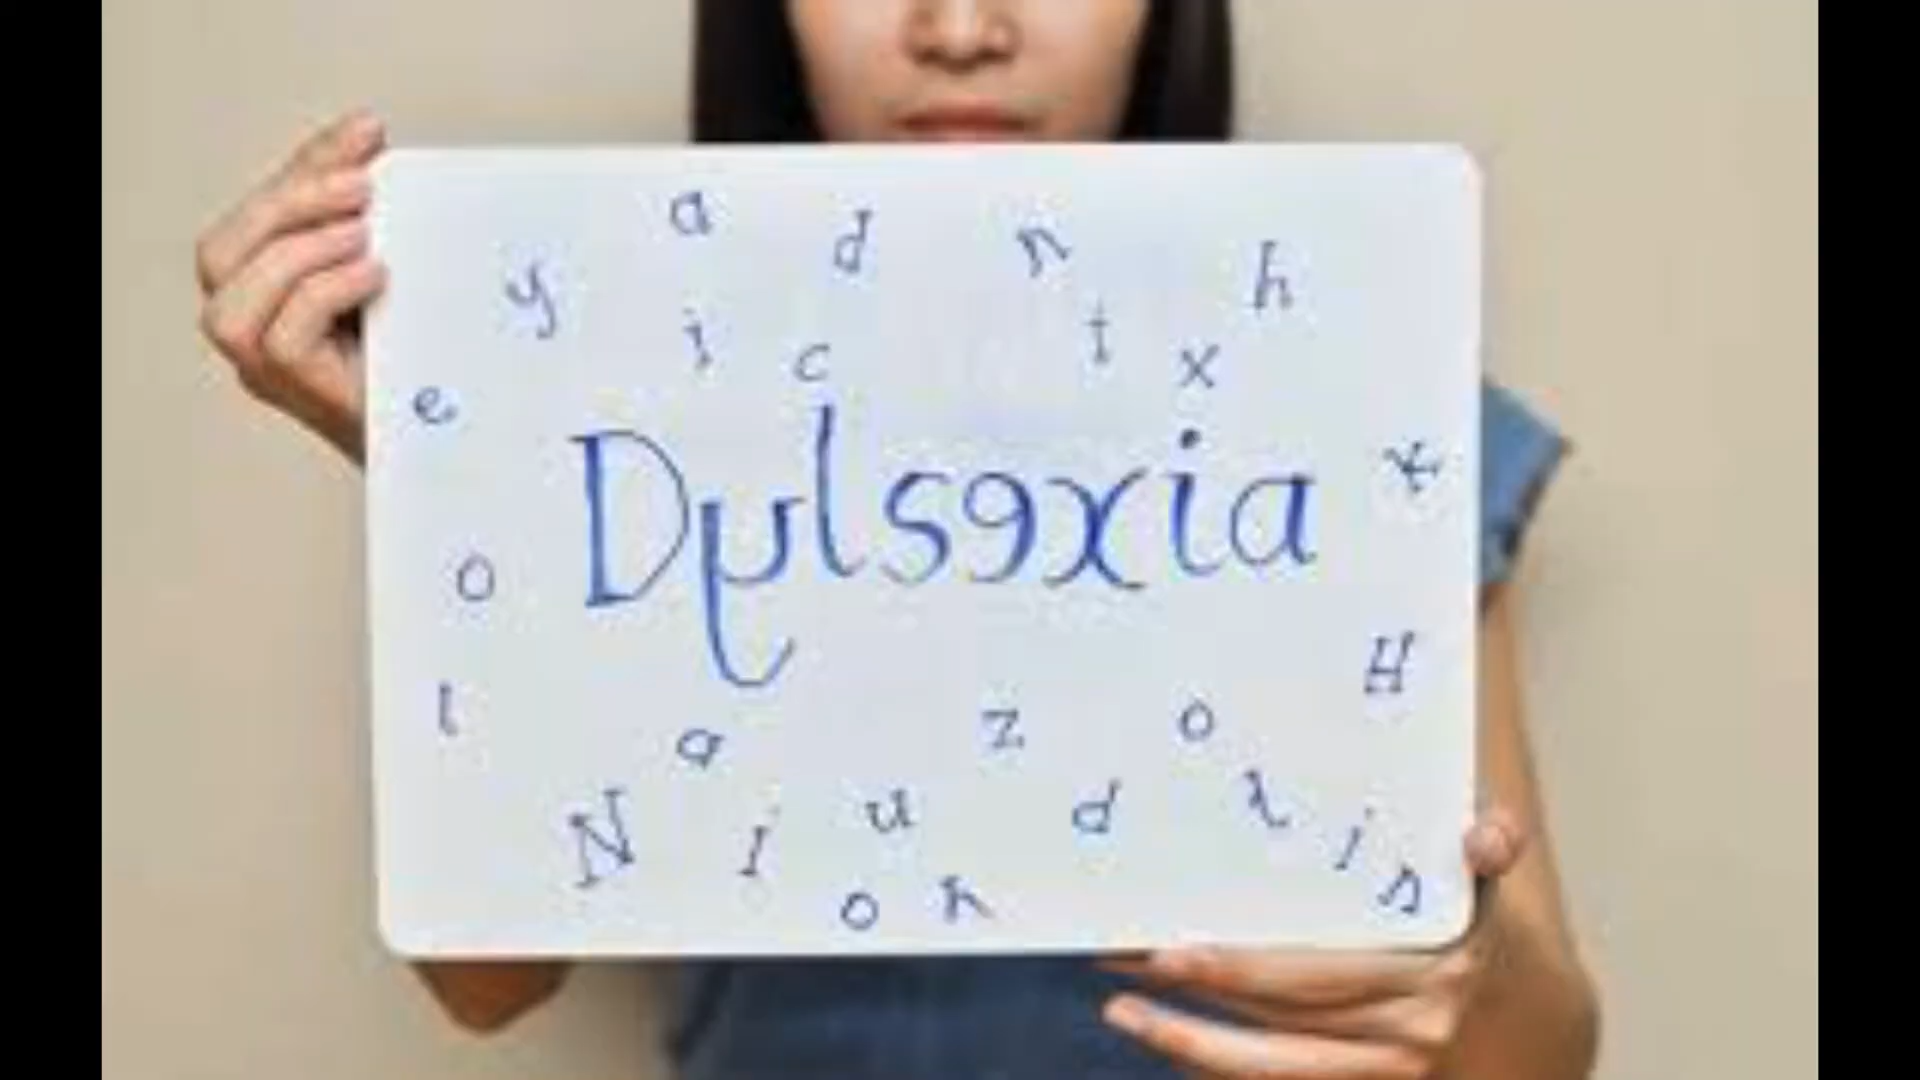 a d n
y h
i c t x
e
Dylsexia
k
o
H
l a z o
N I u d t i
o k n